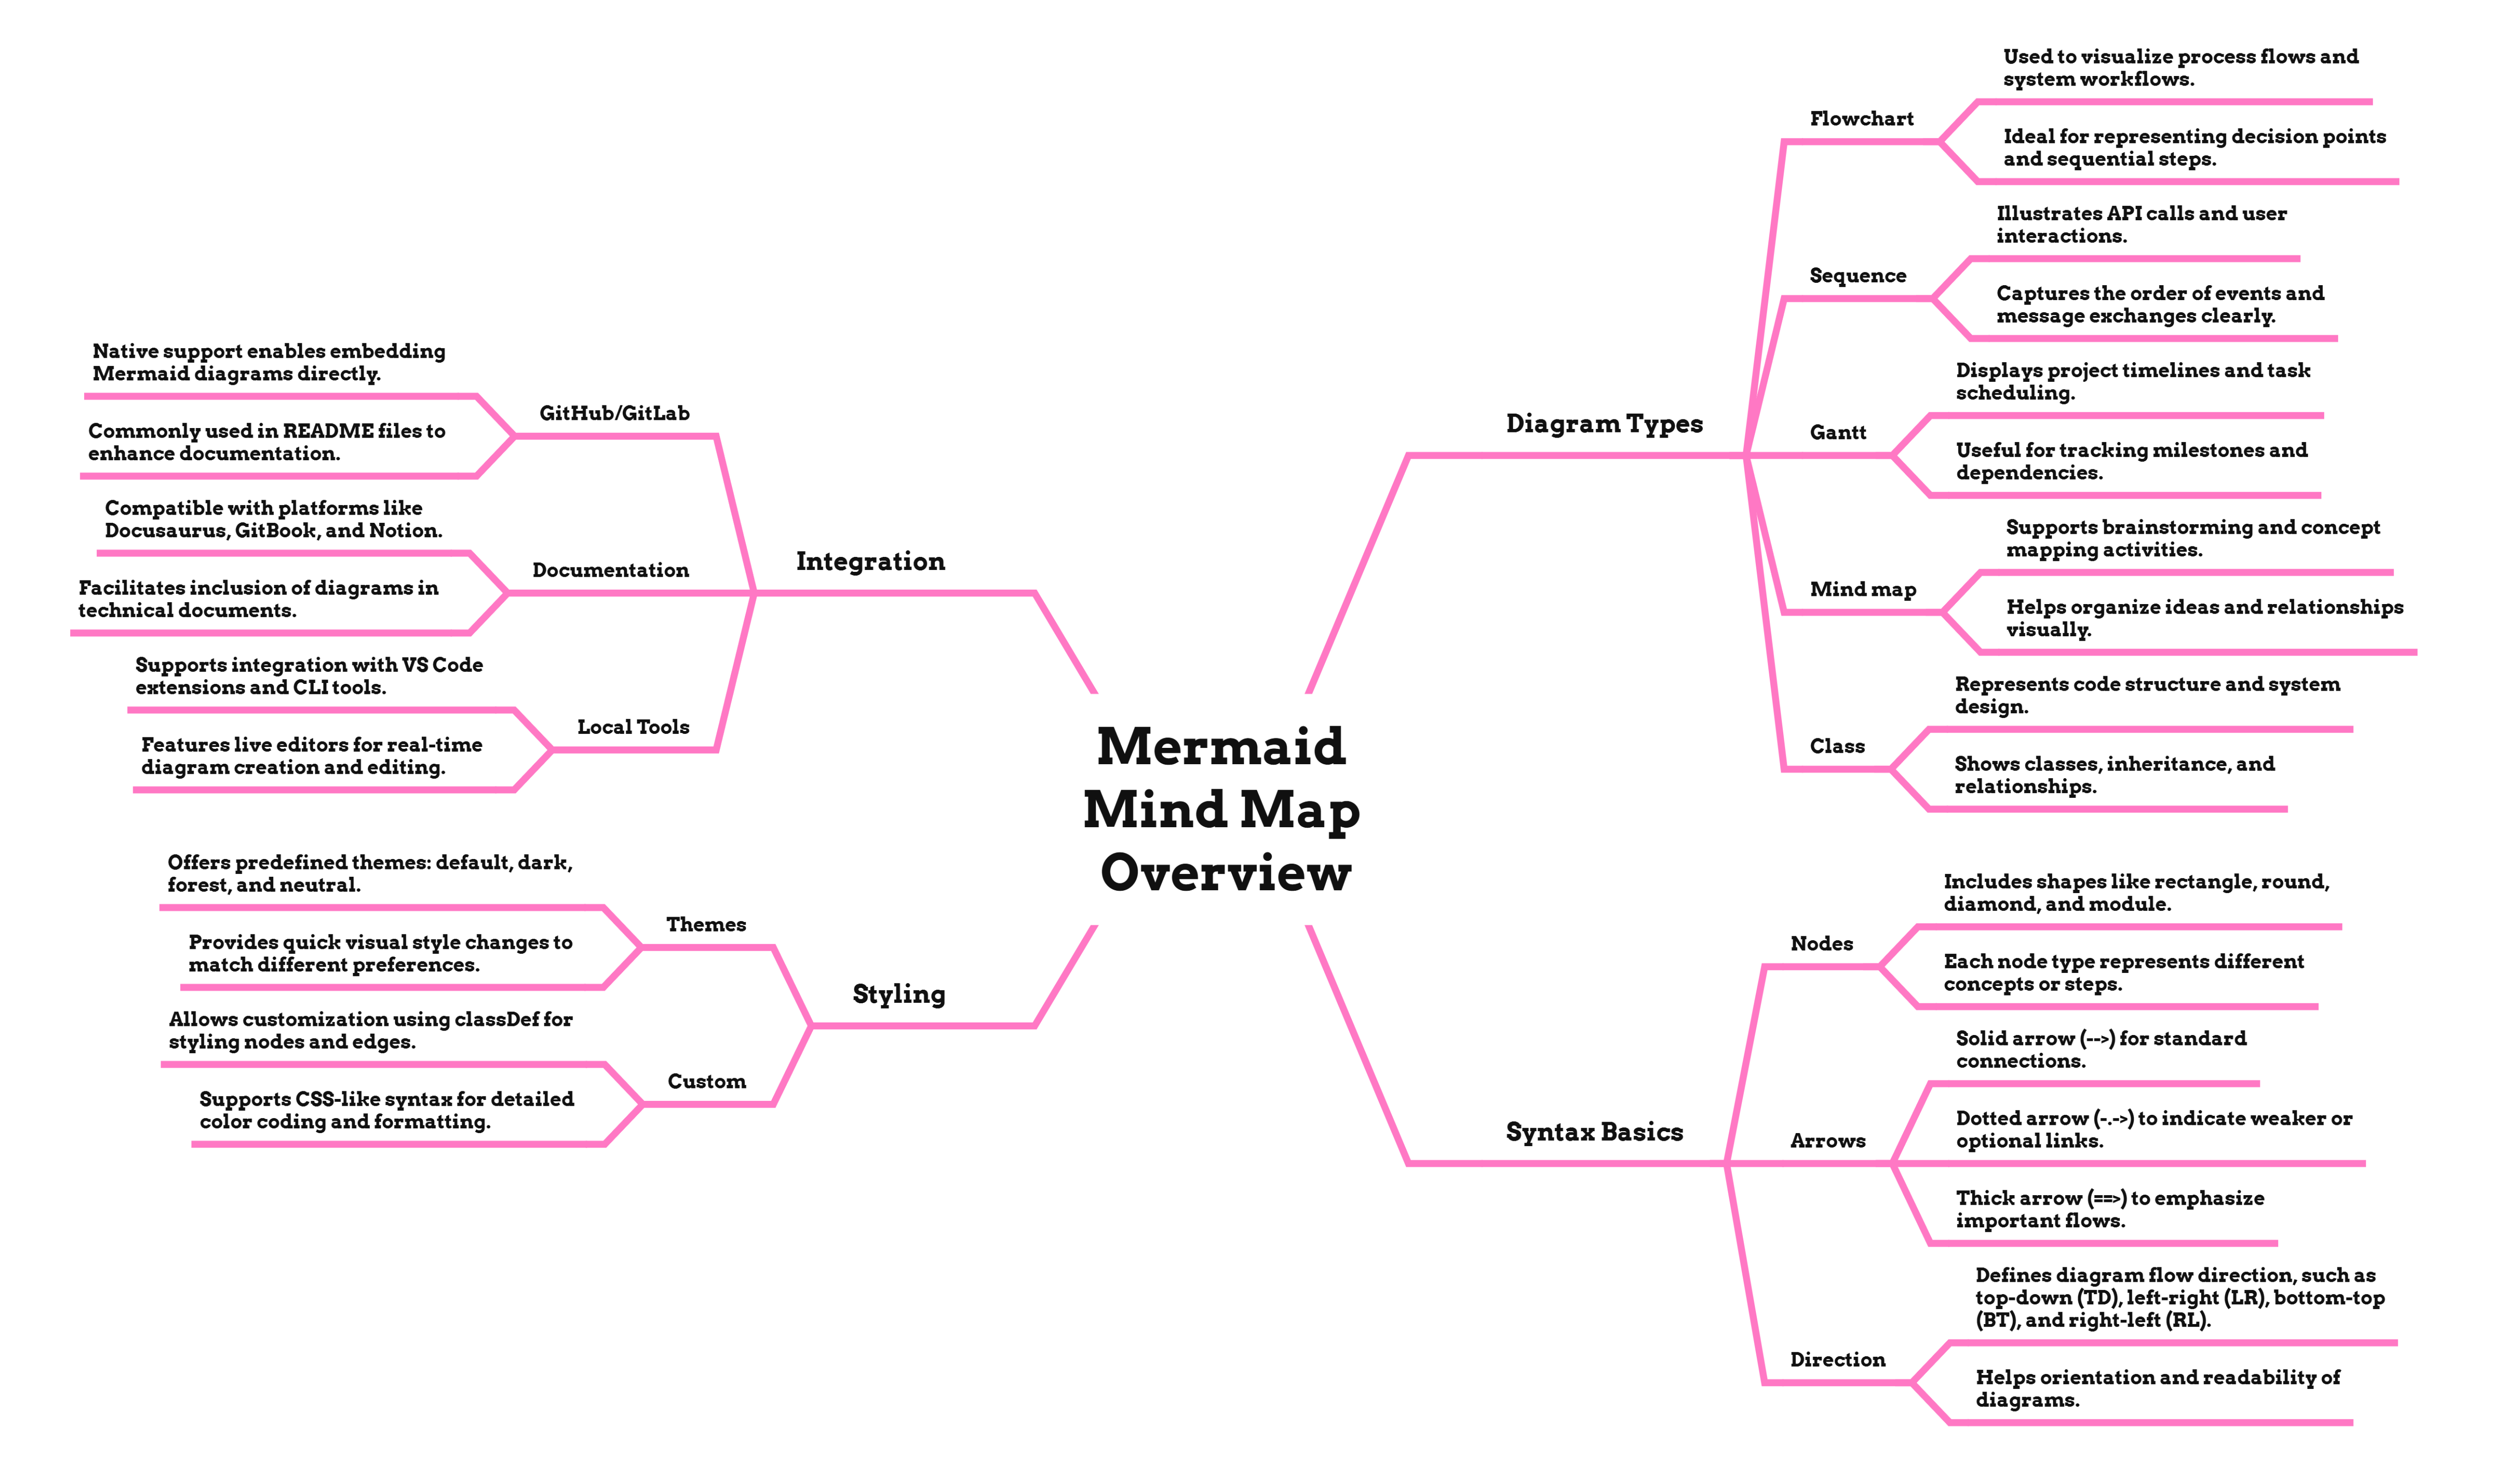 Mermaid
Mind Map
Overview
Diagram Types
Flowchart
Used to visualize process flows and
system workflows.
Ideal for representing decision points
and sequential steps.
Sequence
Illustrates API calls and user
interactions.
Captures the order of events and
message exchanges clearly.
Gantt
Displays project timelines and task
scheduling.
Useful for tracking milestones and
dependencies.
Mind map
Supports brainstorming and concept
mapping activities.
Helps organize ideas and relationships
visually.
Class
Represents code structure and system
design.
Shows classes, inheritance, and
relationships.
Syntax Basics
Nodes
Includes shapes like rectangle, round,
diamond, and module.
Each node type represents different
concepts or steps.
Arrows
Solid arrow (-->) for standard
connections.
Dotted arrow (-.->) to indicate weaker or
optional links.
Thick arrow (==>) to emphasize
important flows.
Direction
Defines diagram flow direction, such as
top-down (TD), left-right (LR), bottom-top
(BT), and right-left (RL).
Helps orientation and readability of
diagrams.
Integration
GitHub/GitLab
Native support enables embedding
Mermaid diagrams directly.
Commonly used in README files to
enhance documentation.
Documentation
Compatible with platforms like
Docusaurus, GitBook, and Notion.
Facilitates inclusion of diagrams in
technical documents.
Local Tools
Supports integration with VS Code
extensions and CLI tools.
Features live editors for real-time
diagram creation and editing.
Styling
Themes
Offers predefined themes: default, dark,
forest, and neutral.
Provides quick visual style changes to
match different preferences.
Custom
Allows customization using classDef for
styling nodes and edges.
Supports CSS-like syntax for detailed
color coding and formatting.